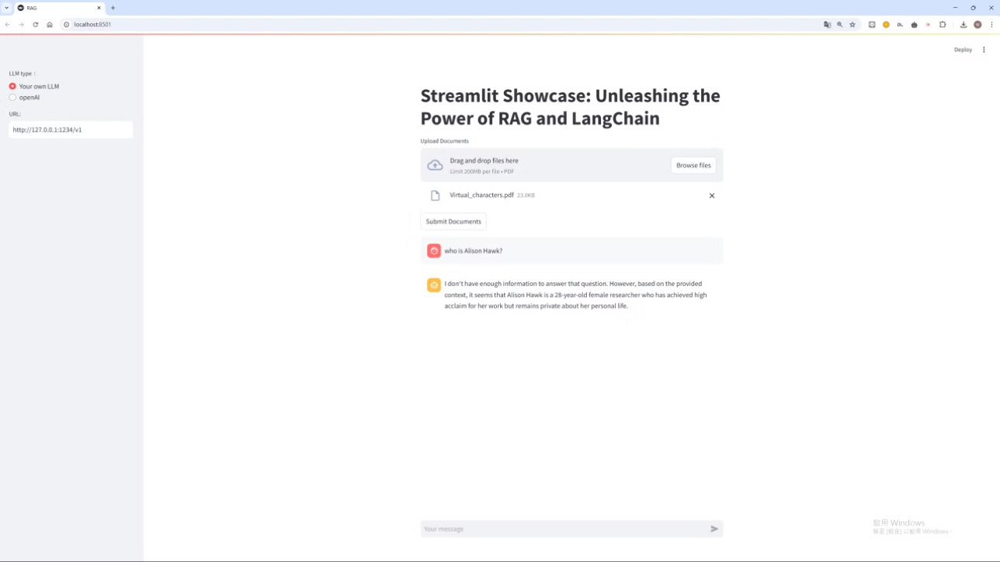 RAG
localhost:8501
Deploy
LLM type：
Your own LLM
openAI
URL:
http://127.0.0.1:1234/v1
Streamlit Showcase: Unleashing the
Power of RAG and LangChain
Upload Documents
Drag and drop files here
Limit 200MB per file • PDF
Browse files
Virtual_characters.pdf 23.0KB
Submit Documents
who is Alison Hawk?
I don't have enough information to answer that question. However, based on the provided
context, it seems that Alison Hawk is a 28-year-old female researcher who has achieved high
acclaim for her work but remains private about her personal life.
Your message
啟用 Windows
移至 [設定] 以啟用 Windows。